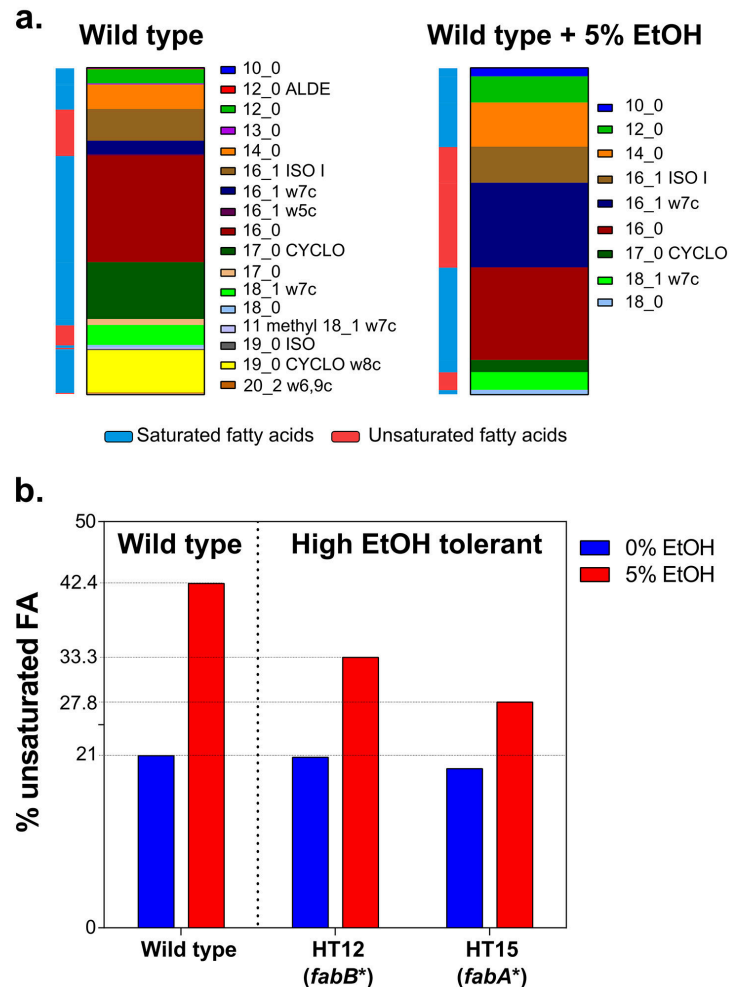 a.
Wild type
Wild type + 5% EtOH
10_0
12_0 ALDE
12_0
13_0
14_0
16_1 ISO I
16_1 w7c
16_1 w5c
16_0
17_0 CYCLO
17_0
18_1 w7c
18_0
11 methyl 18_1 w7c
19_0 ISO
19_0 CYCLO w8c
20_2 w6,9c
10_0
12_0
14_0
16_1 ISO I
16_1 w7c
16_0
17_0 CYCLO
18_1 w7c
18_0
Saturated fatty acids
Unsaturated fatty acids
b.
% unsaturated FA
50
42.4
33.3
27.8
21
0
Wild type
High EtOH tolerant
0% EtOH
5% EtOH
Wild type
HT12
(fabB*)
HT15
(fabA*)